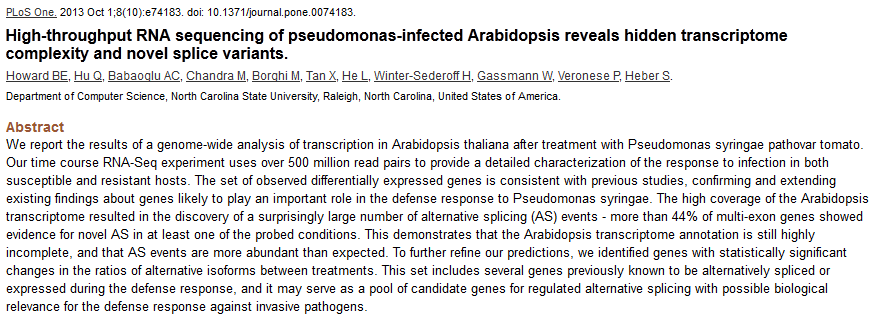 PLoS One. 2013 Oct 1;8(10):e74183. doi: 10.1371/journal.pone.0074183.
High-throughput RNA sequencing of pseudomonas-infected Arabidopsis reveals hidden transcriptome
complexity and novel splice variants.
Howard BE, Hu Q, Babaoglu AC, Chandra M, Borghi M, Tan X, He L, Winter-Sederoff H, Gassmann W, Veronese P, Heber S.
Department of Computer Science, North Carolina State University, Raleigh, North Carolina, United States of America.
Abstract
We report the results of a genome-wide analysis of transcription in Arabidopsis thaliana after treatment with Pseudomonas syringae pathovar tomato.
Our time course RNA-Seq experiment uses over 500 million read pairs to provide a detailed characterization of the response to infection in both
susceptible and resistant hosts. The set of observed differentially expressed genes is consistent with previous studies, confirming and extending
existing findings about genes likely to play an important role in the defense response to Pseudomonas syringae. The high coverage of the Arabidopsis
transcriptome resulted in the discovery of a surprisingly large number of alternative splicing (AS) events - more than 44% of multi-exon genes showed
evidence for novel AS in at least one of the probed conditions. This demonstrates that the Arabidopsis transcriptome annotation is still highly
incomplete, and that AS events are more abundant than expected. To further refine our predictions, we identified genes with statistically significant
changes in the ratios of alternative isoforms between treatments. This set includes several genes previously known to be alternatively spliced or
expressed during the defense response, and it may serve as a pool of candidate genes for regulated alternative splicing with possible biological
relevance for the defense response against invasive pathogens.